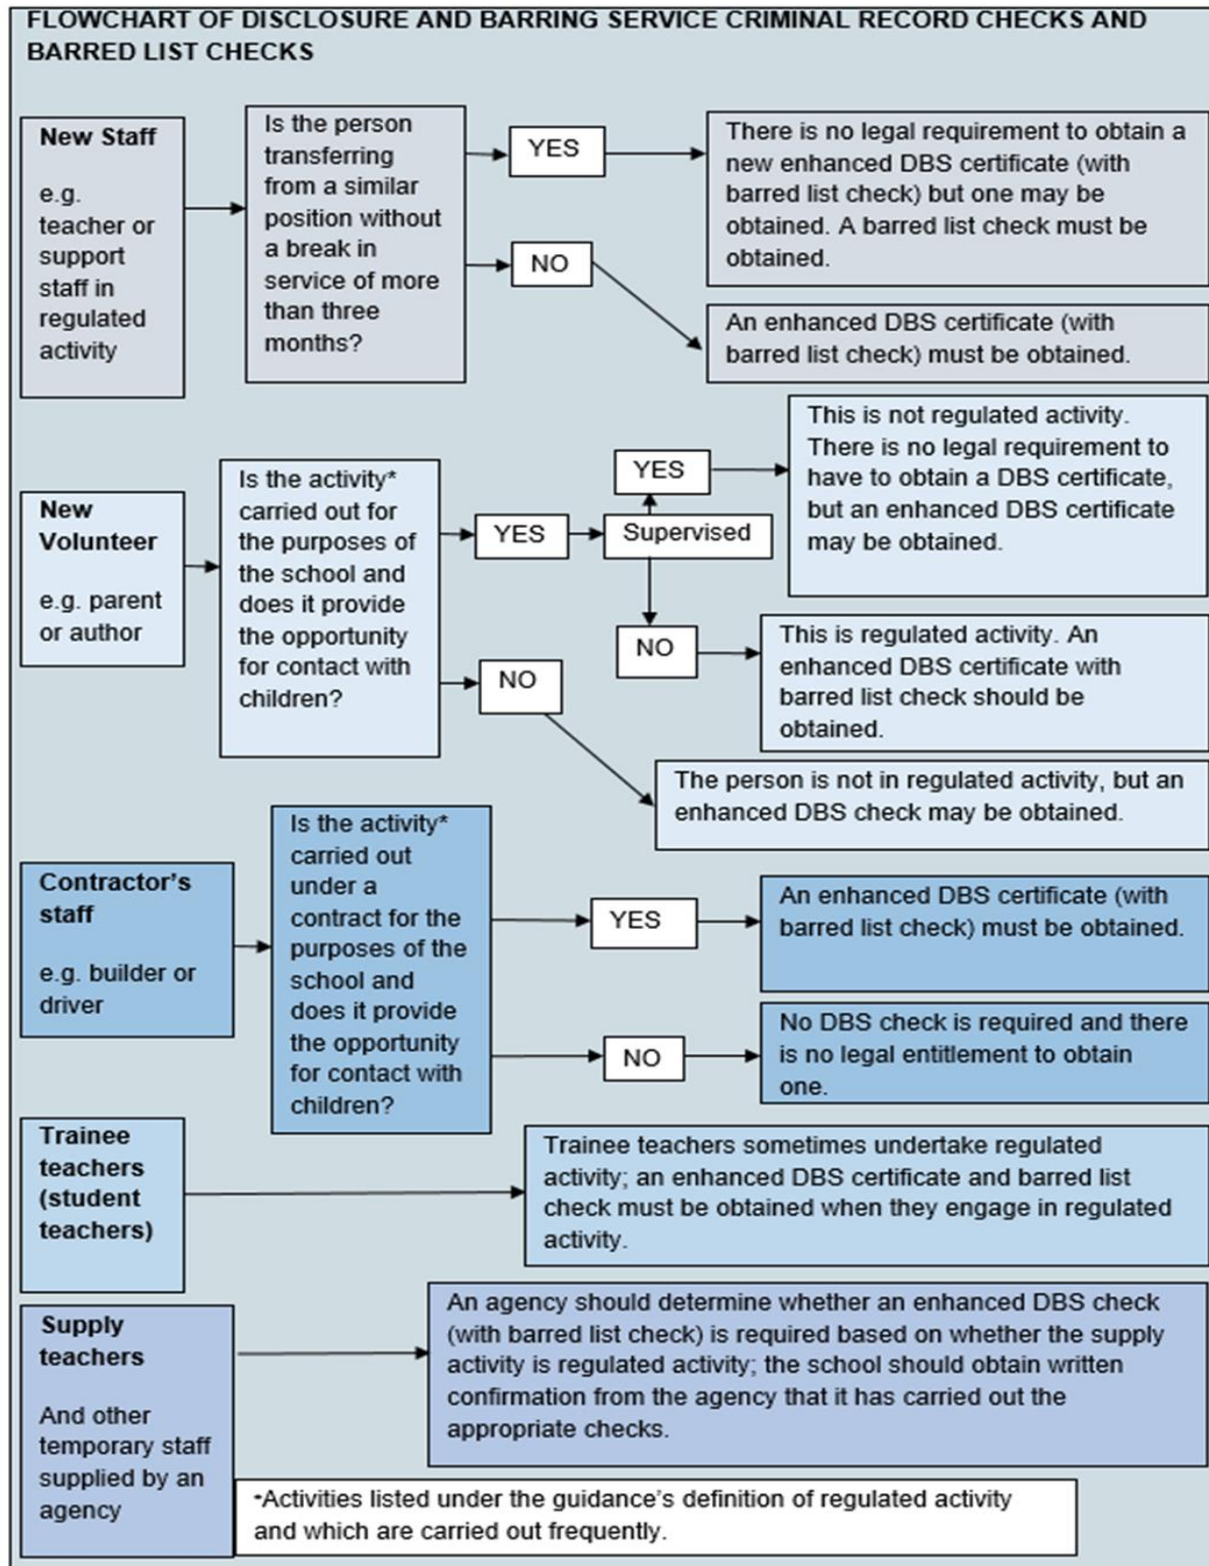 FLOWCHART OF DISCLOSURE AND BARRING SERVICE CRIMINAL RECORD CHECKS AND
BARRED LIST CHECKS
New Staff
e.g.
teacher or
support
staff in
regulated
activity
Is the person
transferring
from a similar
position without
a break in
service of more
than three
months?
YES
There is no legal requirement to obtain a
new enhanced DBS certificate (with
barred list check) but one may be
obtained. A barred list check must be
obtained.
NO
An enhanced DBS certificate (with
barred list check) must be obtained.
New
Volunteer
e.g. parent
or author
Is the activity*
carried out for
the purposes of
the school and
does it provide
the opportunity
for contact with
children?
YES
Supervised
YES
This is not regulated activity.
There is no legal requirement to
have to obtain a DBS certificate,
but an enhanced DBS certificate
may be obtained.
NO
This is regulated activity. An
enhanced DBS certificate with
barred list check should be
obtained.
NO
The person is not in regulated activity, but an
enhanced DBS check may be obtained.
Contractor's
staff
e.g. builder or
driver
Is the activity*
carried out
under a
contract for the
purposes of the
school and
does it provide
the opportunity
for contact with
children?
YES
An enhanced DBS certificate (with
barred list check) must be obtained.
NO
No DBS check is required and there
is no legal entitlement to obtain
one.
Trainee
teachers
(student
teachers)
Trainee teachers sometimes undertake regulated
activity; an enhanced DBS certificate and barred list
check must be obtained when they engage in regulated
activity.
Supply
teachers
And other
temporary staff
supplied by an
agency
An agency should determine whether an enhanced DBS check
(with barred list check) is required based on whether the supply
activity is regulated activity; the school should obtain written
confirmation from the agency that it has carried out the
appropriate checks.
*Activities listed under the guidance's definition of regulated activity
and which are carried out frequently.